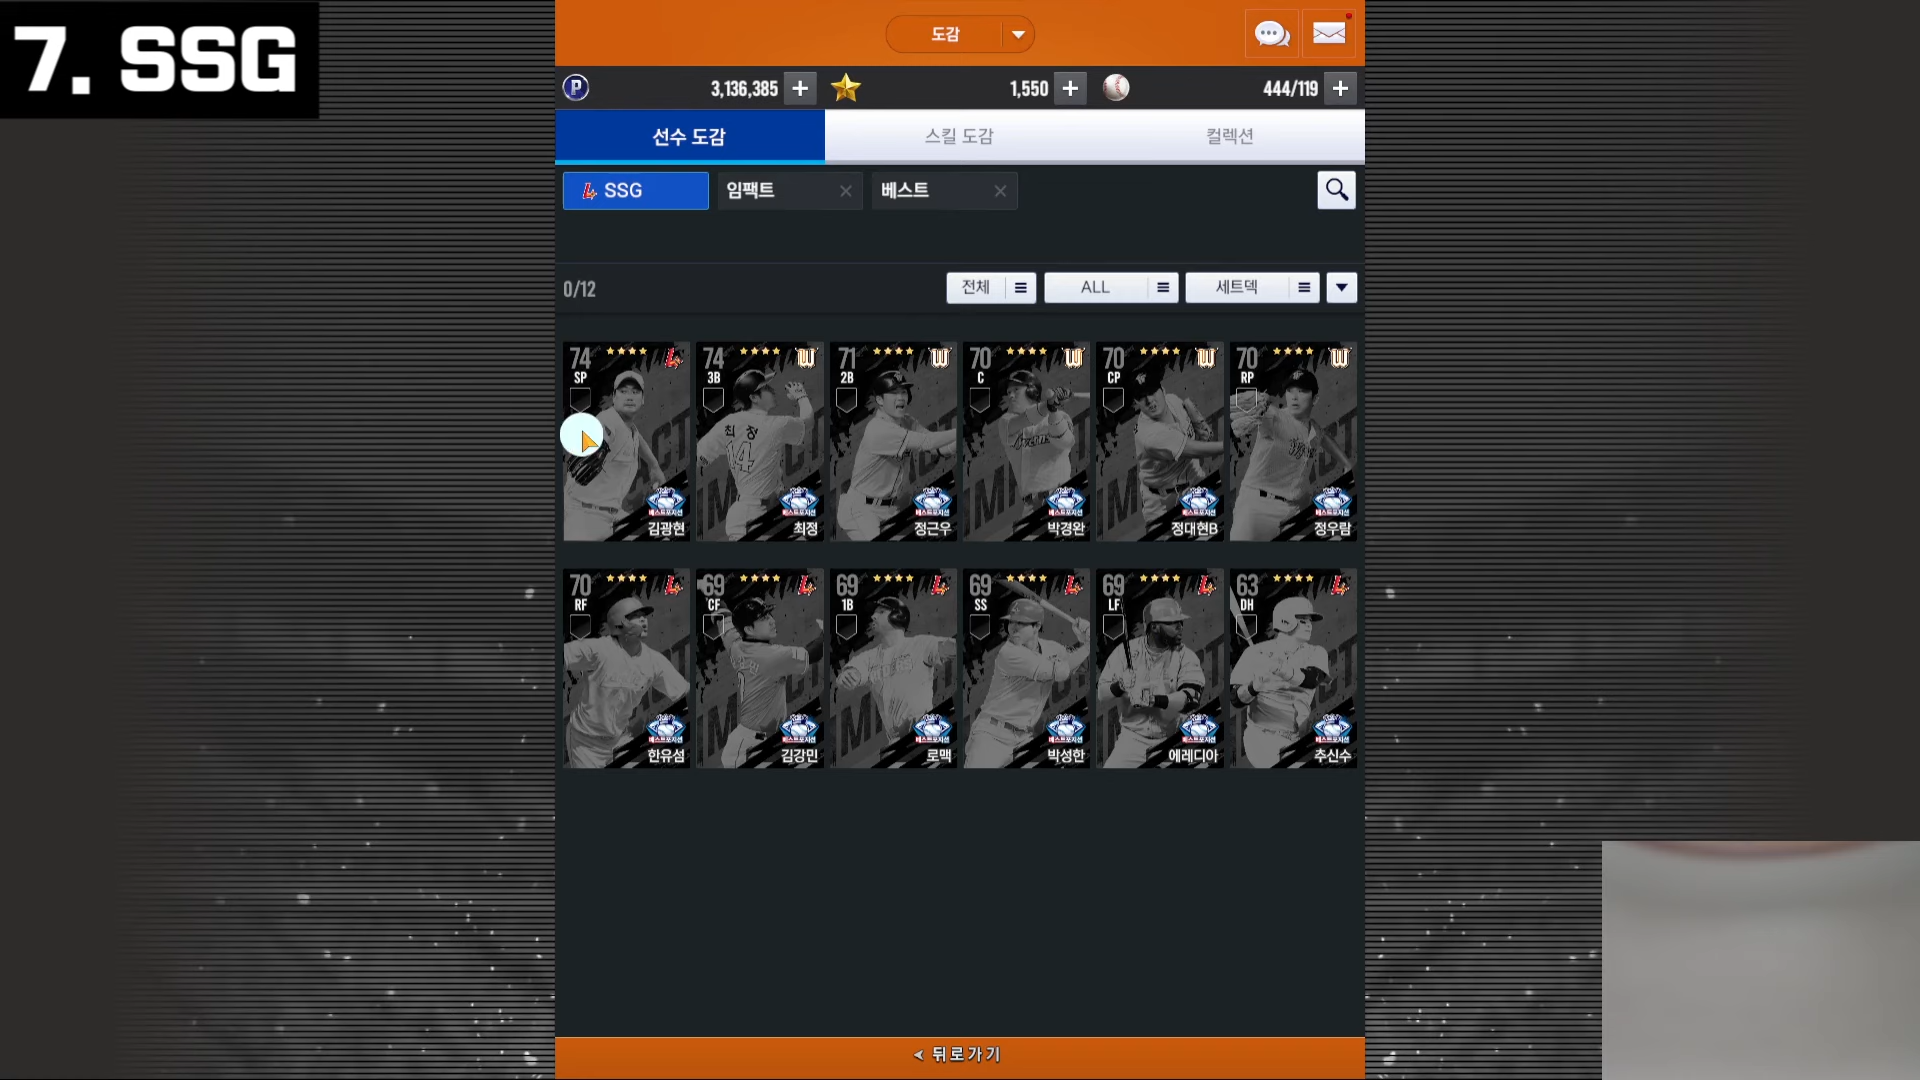 7. SSG
도감
3,136,385
1,550
444/119
선수 도감
스킬 도감
컬렉션
SSG
임팩트
베스트
0/12
전체
ALL
세트덱
74
SP
김광현
74
3B
최정
14
최정
71
2B
정근우
70
C
박경완
70
CP
정대현B
70
RP
정우람
70
RF
한유섬
69
CF
김강민
69
1B
로맥
69
SS
박성한
69
LF
에레디아
63
DH
추신수
뒤로가기